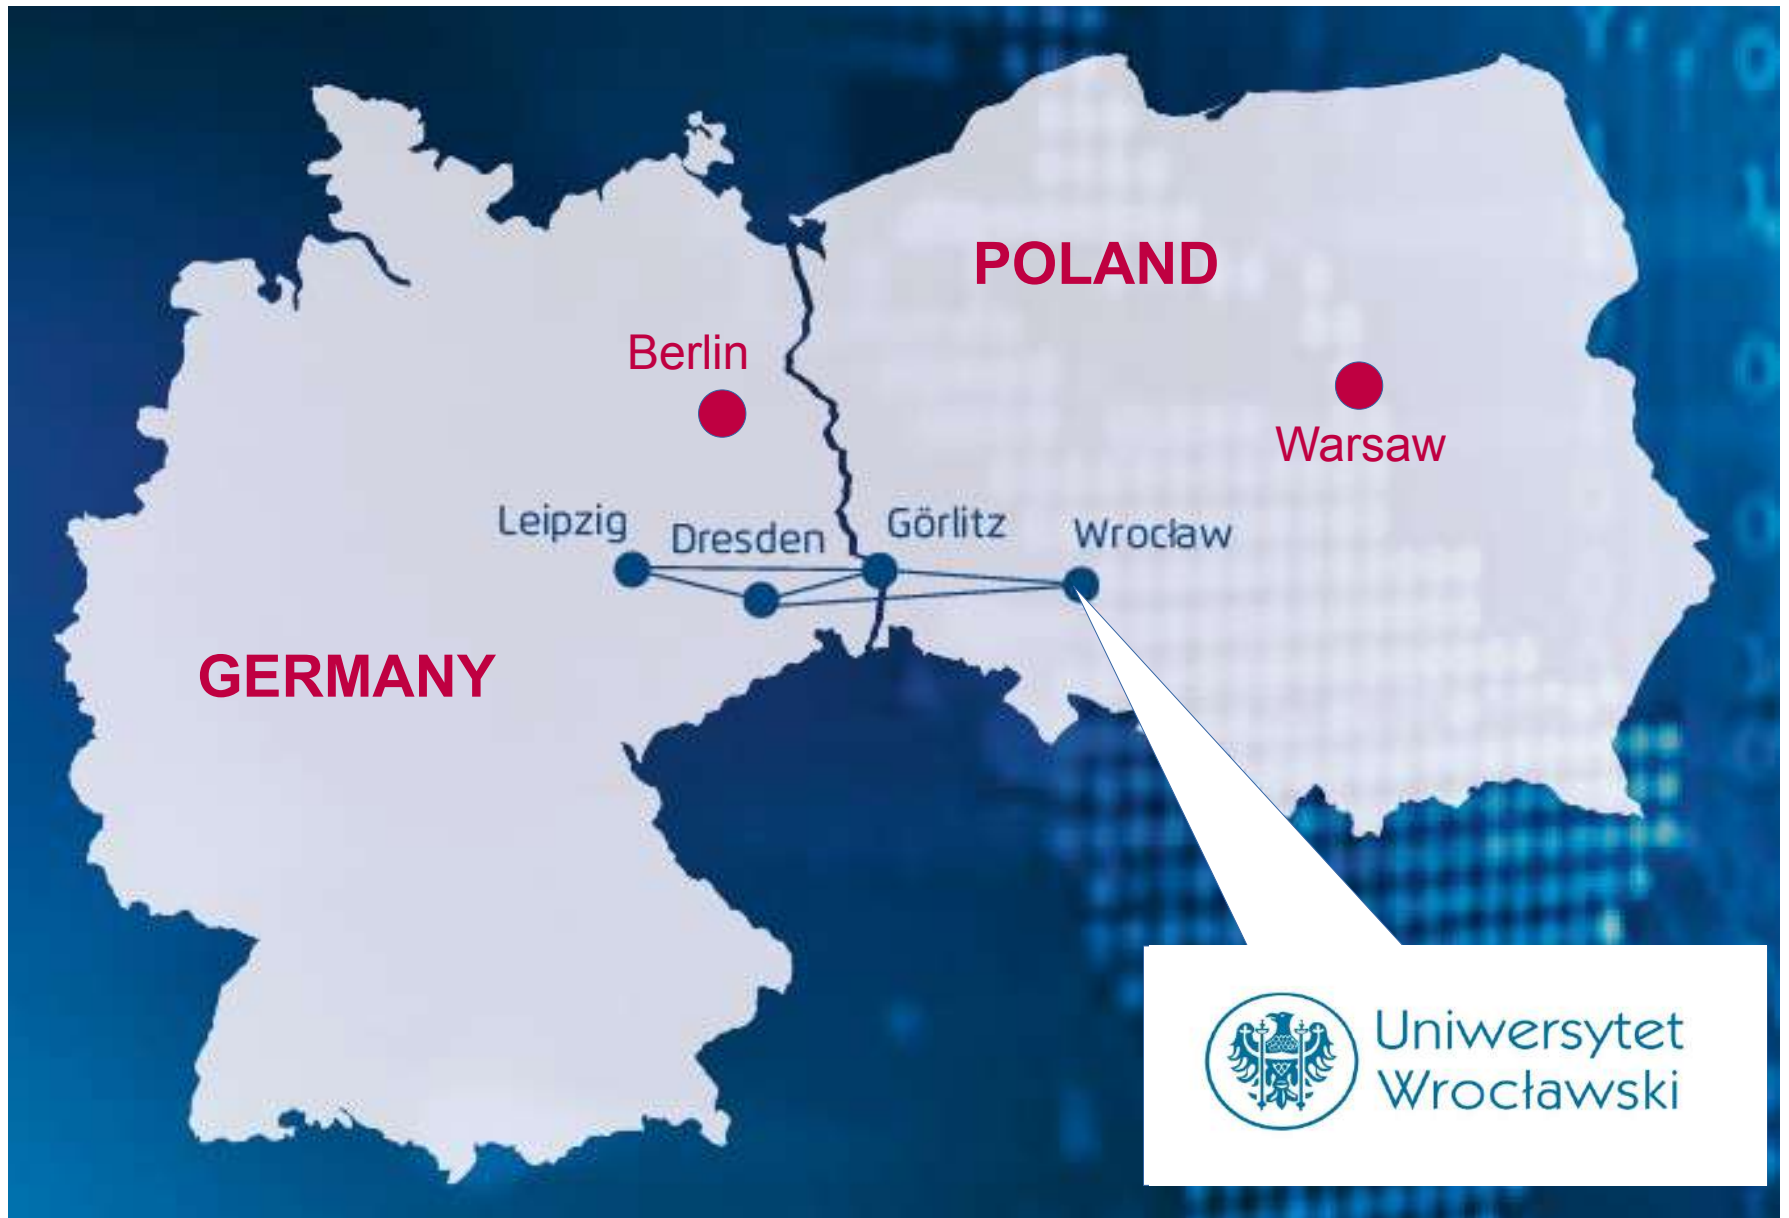 POLAND
Berlin
Warsaw
Leipzig
Dresden
Görlitz
Wrocław
GERMANY
Uniwersytet
Wrocławski